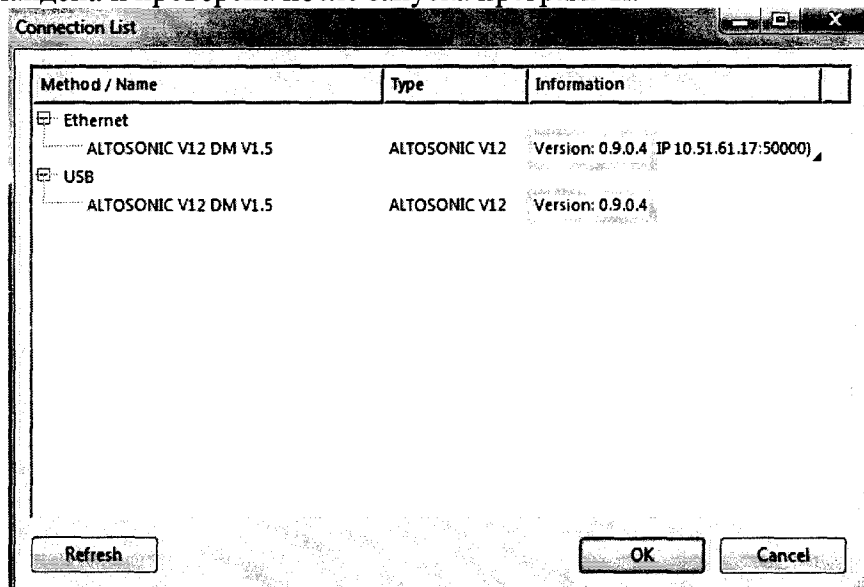 Connection List
Method / Name Type Information
Ethernet
ALTOSONIC V12 DM V1.5 ALTOSONIC V12 Version: 0.9.0.4 IP 10.51.61.17:50000)
USB
ALTOSONIC V12 DM V1.5 ALTOSONIC V12 Version: 0.9.0.4
Refresh OK Cancel